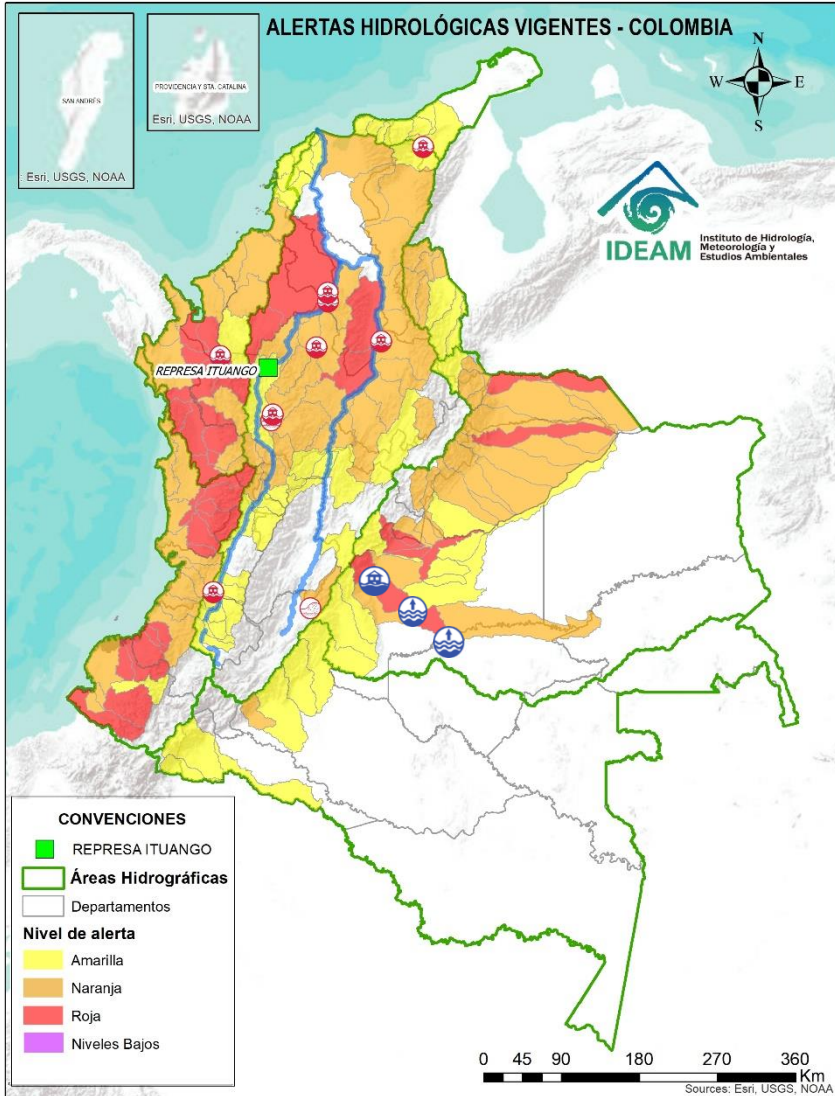 ALERTAS HIDROLÓGICAS VIGENTES - COLOMBIA
SAN ANDRÉS
Esri, USGS, NOAA
PROVIDENCIA Y STA. CATALINA
Esri, USGS, NOAA
N
W
E
S
IDEAM
Instituto de Hidrología,
Meteorología y
Estudios Ambientales
REPRESA ITUANGO
CONVENCIONES
REPRESA ITUANGO
Áreas Hidrográficas
Departamentos
Nivel de alerta
Amarilla
Naranja
Roja
Niveles Bajos
0 45 90 180 270 360
Km
Sources: Esri, USGS, NOAA